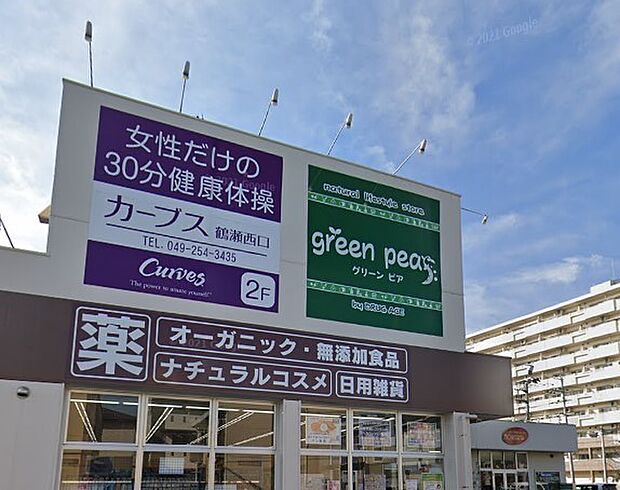 女性だけの
30分健康体操
カーブス 鶴瀬西口
TEL. 049-254-3435
Curves
The power to amaze yourself
2F
natural lifestyle store
green peas
グリーン ピア
by DRUG ACE
薬
オーガニック・無添加食品
ナチュラルコスメ 日用雑貨
© 2021 Google